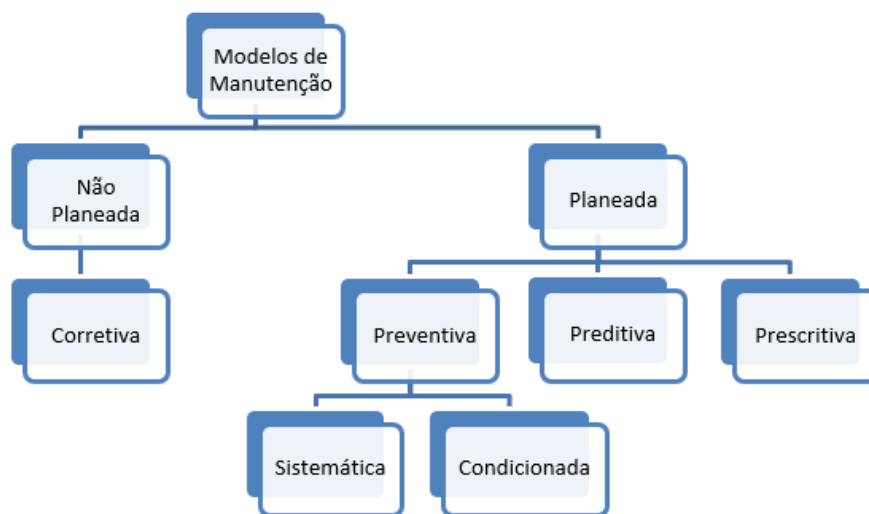 Modelos de
Manutenção
Não
Planeada
Planeada
Corretiva
Preventiva
Preditiva
Prescritiva
Sistemática
Condicionada